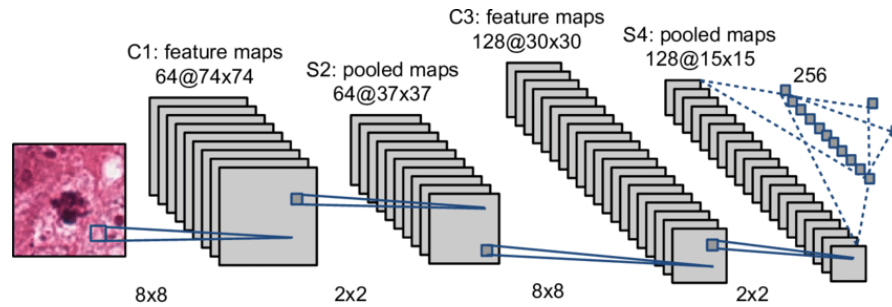 C1: feature maps
64@74x74
S2: pooled maps
64@37x37
C3: feature maps
128@30x30
S4: pooled maps
128@15x15
256
8x8
2x2
8x8
2x2